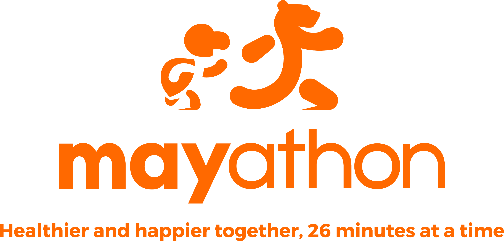 mayathon
Healthier and happier together, 26 minutes at a time